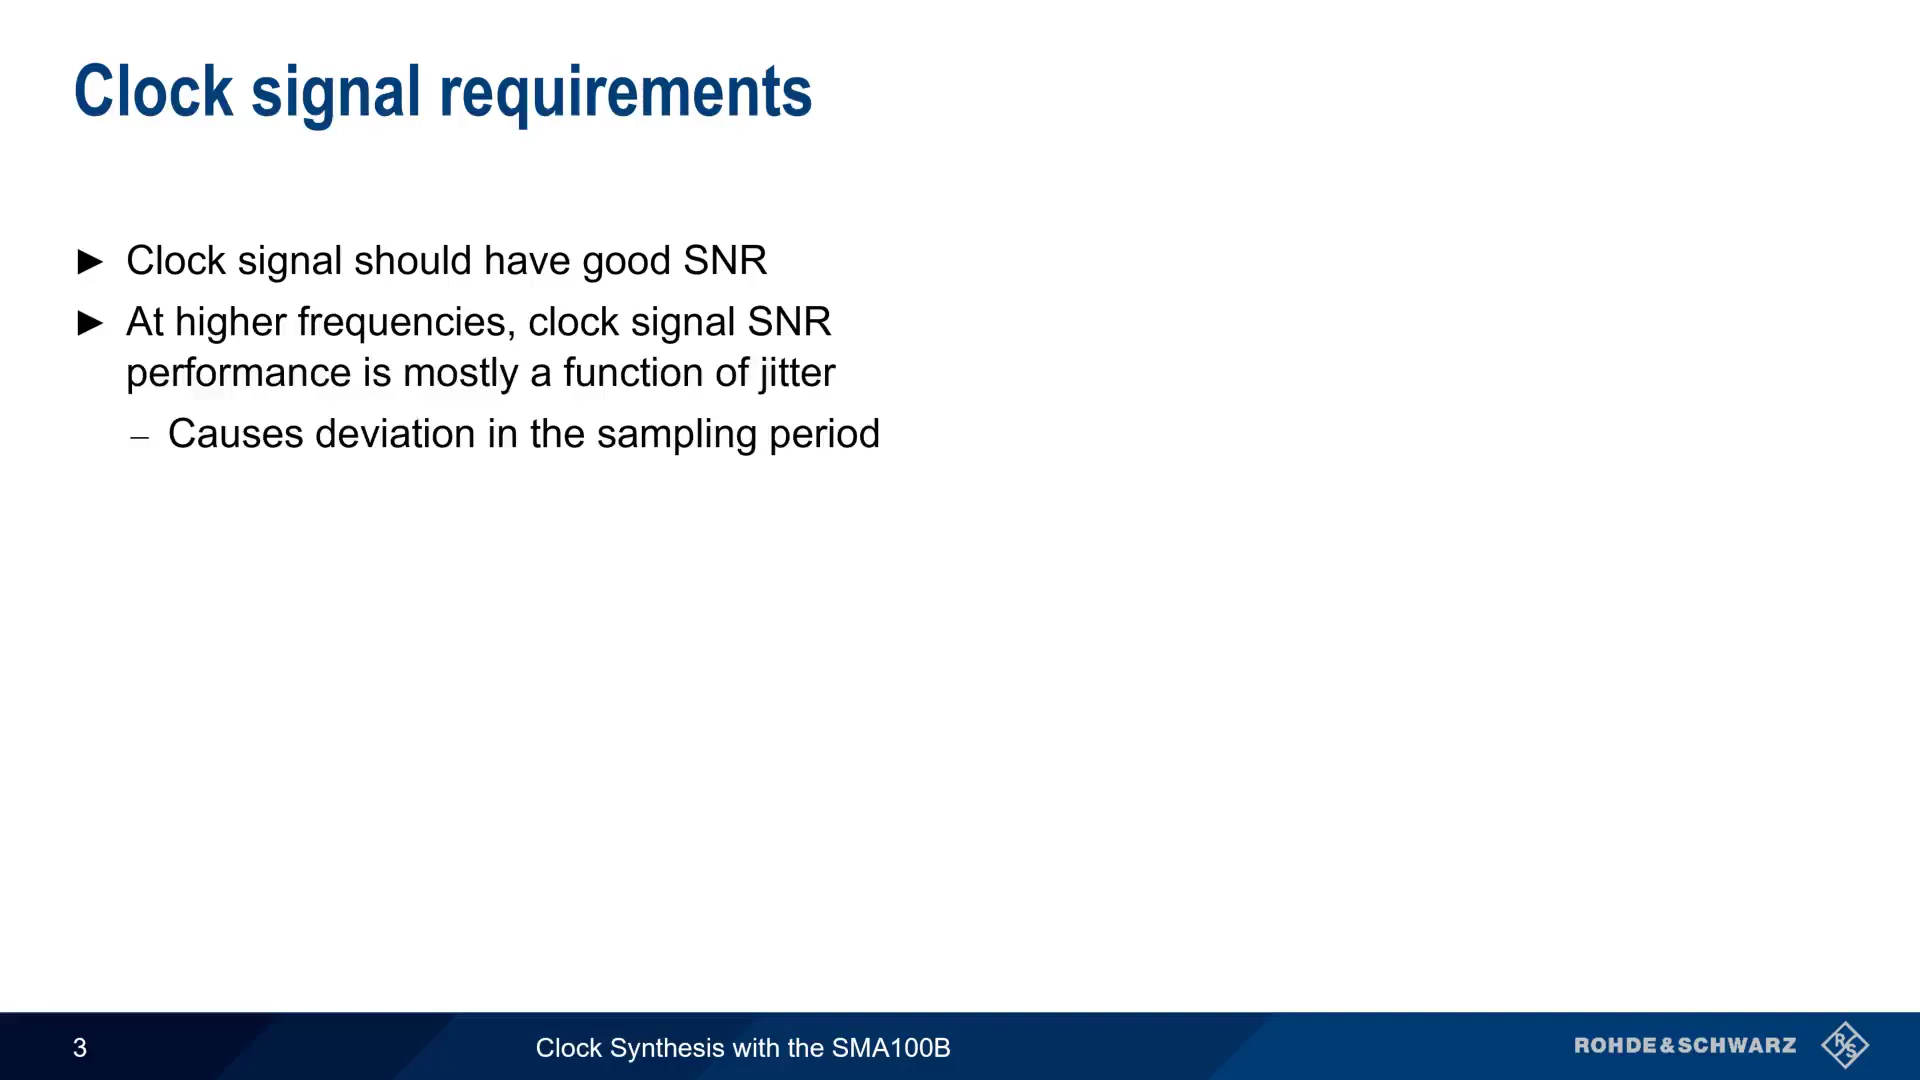 Clock signal requirements
► Clock signal should have good SNR
► At higher frequencies, clock signal SNR
performance is mostly a function of jitter
– Causes deviation in the sampling period
3
Clock Synthesis with the SMA100B
ROHDE&SCHWARZ
R&S